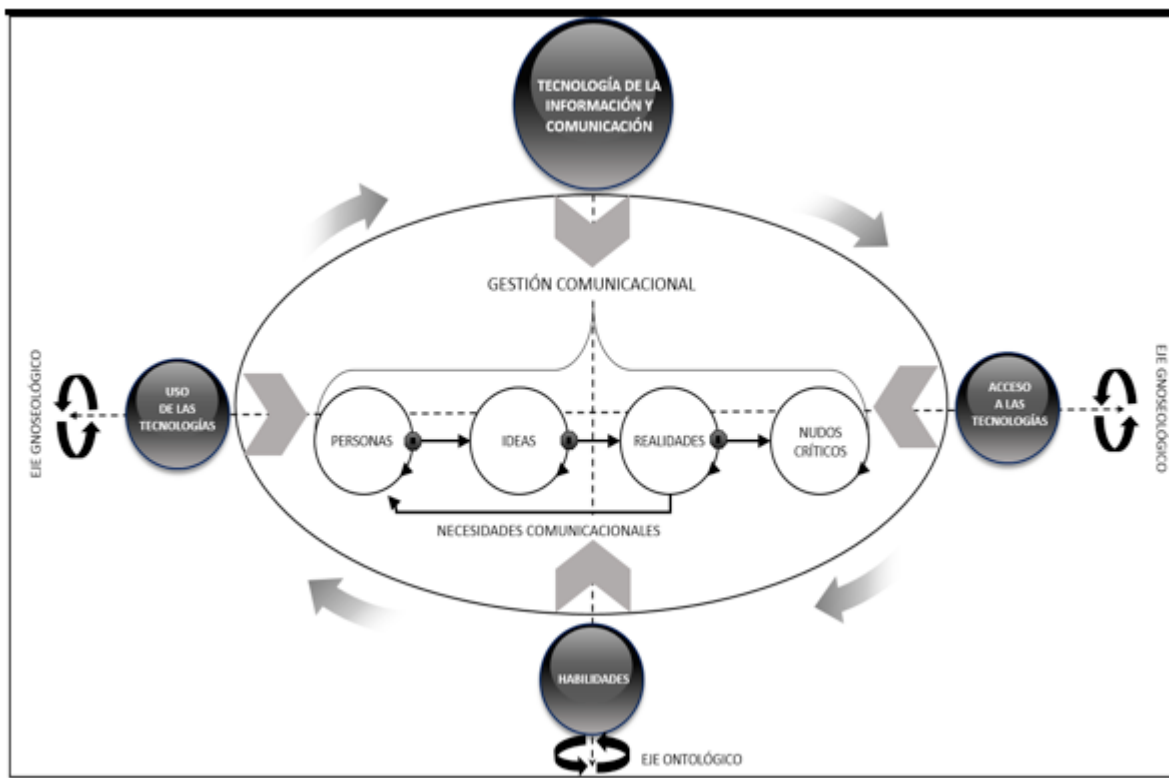 TECNOLOGÍA DE LA
INFORMACIÓN Y
COMUNICACIÓN
GESTIÓN COMUNICACIONAL
EJE GNOSEOLÓGICO
USO
DE LAS
TECNOLOGÍAS
PERSONAS
IDEAS
REALIDADES
NUDOS
CRÍTICOS
ACCESO
A LAS
TECNOLOGÍAS
EJE GNOSEOLÓGICO
NECESIDADES COMUNICACIONALES
HABILIDADES
EJE ONTOLÓGICO